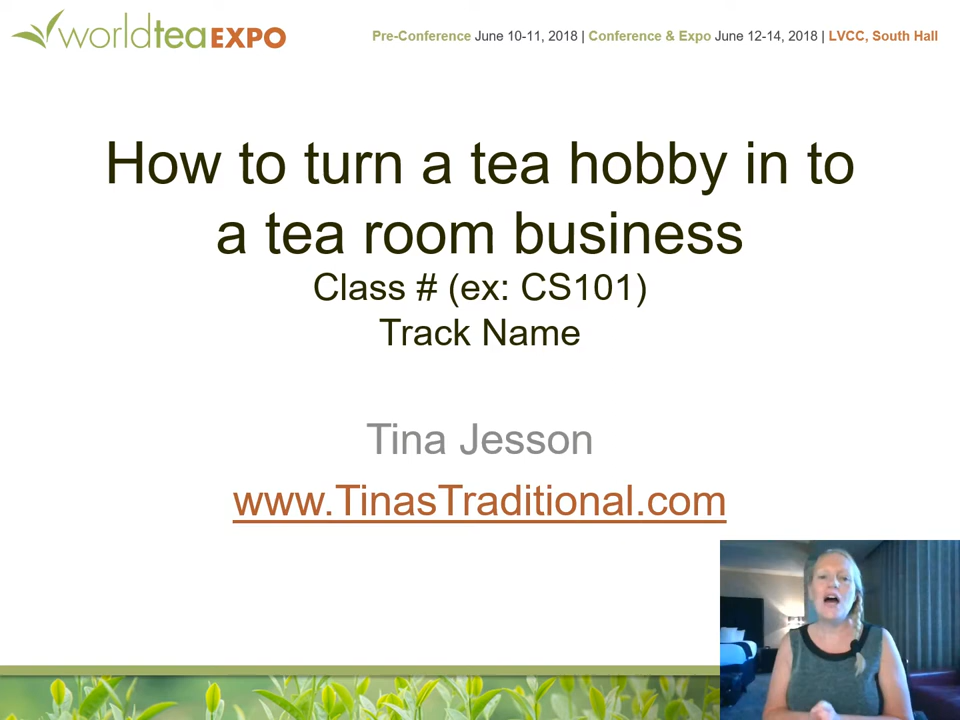 worldteaEXPO
Pre-Conference June 10-11, 2018 | Conference & Expo June 12-14, 2018 | LVCC, South Hall
How to turn a tea hobby in to
a tea room business
Class # (ex: CS101)
Track Name
Tina Jesson
www.TinasTraditional.com